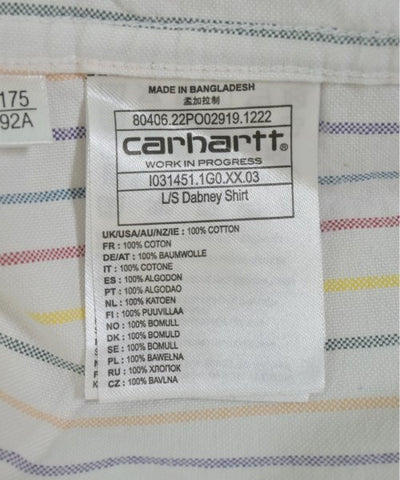 175
92A
MADE IN BANGLADESH
孟加拉制
80406.22PO02919.1222
carhartt®
WORK IN PROGRESS
I031451.1G0.XX.03
L/S Dabney Shirt
UK/USA/AU/NZ/IE : 100% COTTON
FR : 100% COTON
DE/AT : 100% BAUMWOLLE
IT : 100% COTONE
ES : 100% ALGODON
PT : 100% ALGODAO
NL : 100% KATOEN
FI : 100% PUUVILLAA
NO : 100% BOMULL
DK : 100% BOMULD
SE : 100% BOMULL
PL : 100% BAWEŁNA
RU : 100% ХЛОПОК
CZ : 100% BAVLNA